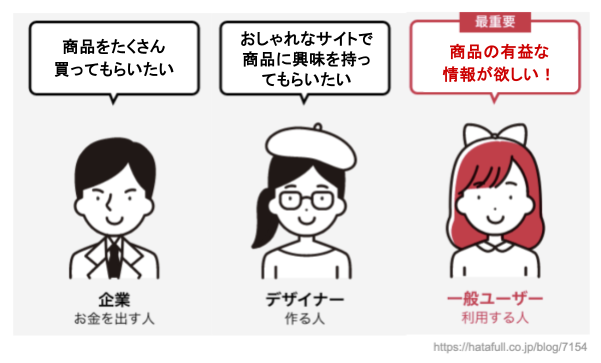 商品をたくさん
買ってもらいたい
おしゃれなサイトで
商品に興味を持っ
てもらいたい
最重要
商品の有益な
情報が欲しい！
企業
お金を出す人
デザイナー
作る人
一般ユーザー
利用する人
https://hatafull.co.jp/blog/7154